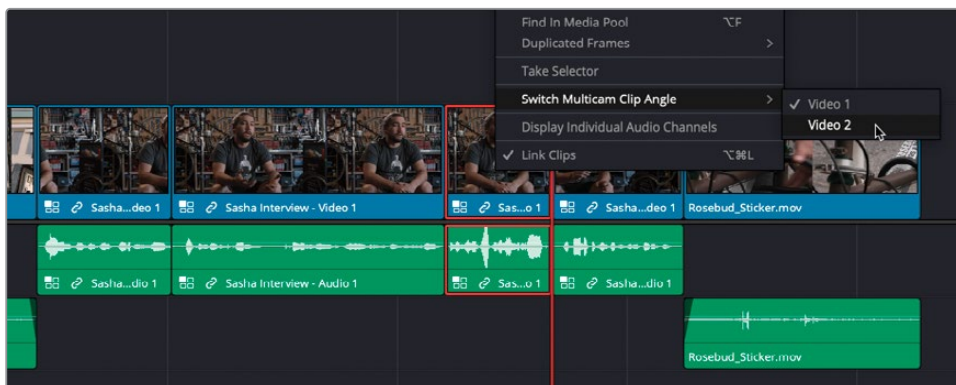 Find In Media Pool ⌥F
Duplicated Frames >
Take Selector
Switch Multicam Clip Angle > ✓ Video 1
Display Individual Audio Channels Video 2
✓ Link Clips ⌥⌘L
Sasha...deo 1 Sasha Interview - Video 1 Sas...o 1 Sasha...deo 1 Rosebud_Sticker.mov
Sasha...dio 1 Sasha Interview - Audio 1 Sas...o 1 Sasha...dio 1
Rosebud_Sticker.mov